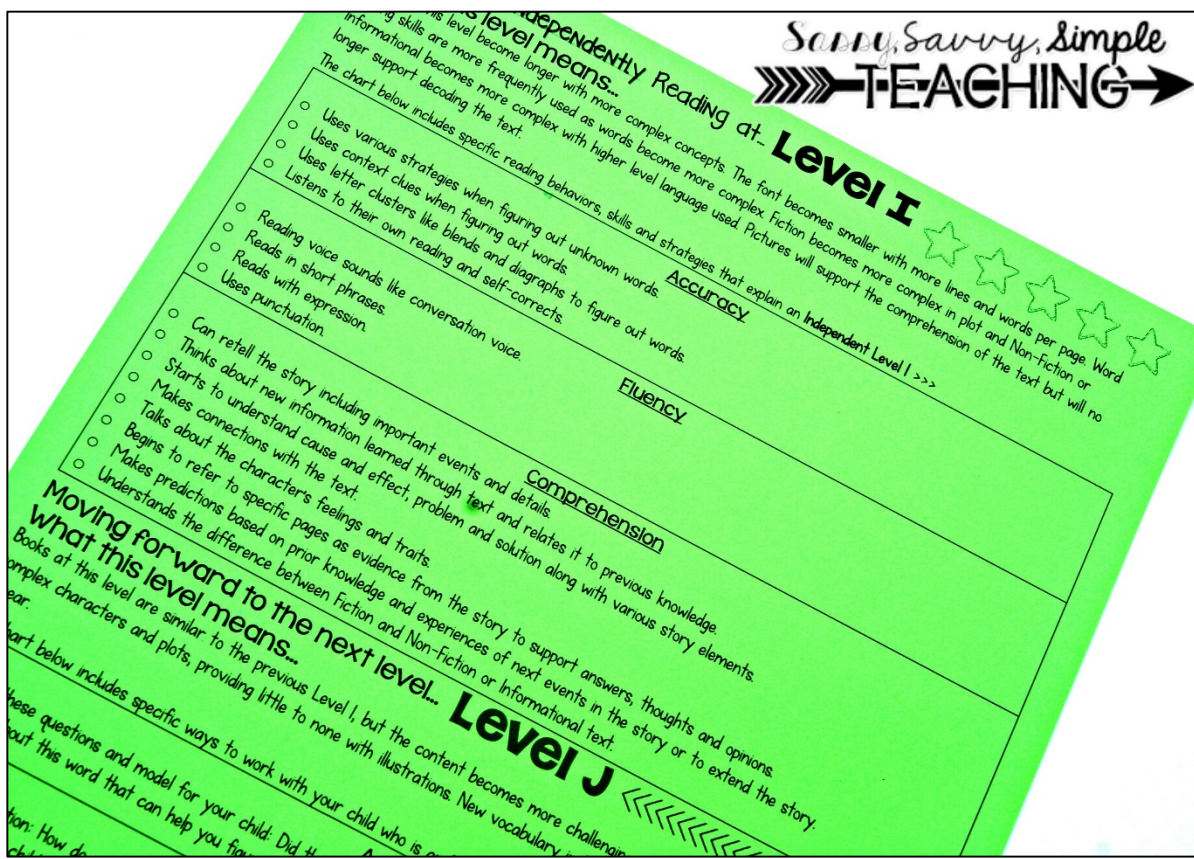 Sappy, Savvy, Simple
TEACHING
Independently Reading at... Level I
this level means...
this level become longer with more complex concepts. The font becomes smaller with more lines and words per page. Word
skills are more frequently used as words become more complex. Fiction becomes more complex in plot and Non-Fiction or
informational becomes more complex with higher level language used. Pictures will support the comprehension of the text but will no
longer support decoding the text.
The chart below includes specific reading behaviors, skills and strategies that explain an Independent Level I >>>
Accuracy
Uses various strategies when figuring out unknown words.
Uses context clues when figuring out words.
Uses letter clusters like blends and diagraphs to figure out words.
Listens to their own reading and self-corrects.
Fluency
Reading voice sounds like conversation voice.
Reads in short phrases.
Reads with expression.
Uses punctuation.
Comprehension
Can retell the story including important events and details.
Thinks about new information learned through text and relates it to previous knowledge.
Starts to understand cause and effect, problem and solution along with various story elements.
Makes connections with the text.
Talks about the character's feelings and traits.
Begins to refer to specific pages as evidence from the story to support answers, thoughts and opinions.
Makes predictions based on prior knowledge and experiences of next events in the story or to extend the story.
Understands the difference between Fiction and Non-Fiction or Informational text.
Moving forward to the next level... Level J <<<<<<<<<<
What this level means...
Books at this level are similar to the previous Level I, but the content becomes more
complex characters and plots, providing little to none with illustrations. New vocabulary
chart below includes specific ways to work with your child who is
these questions and model for your child: Did
about this word that can help you
How